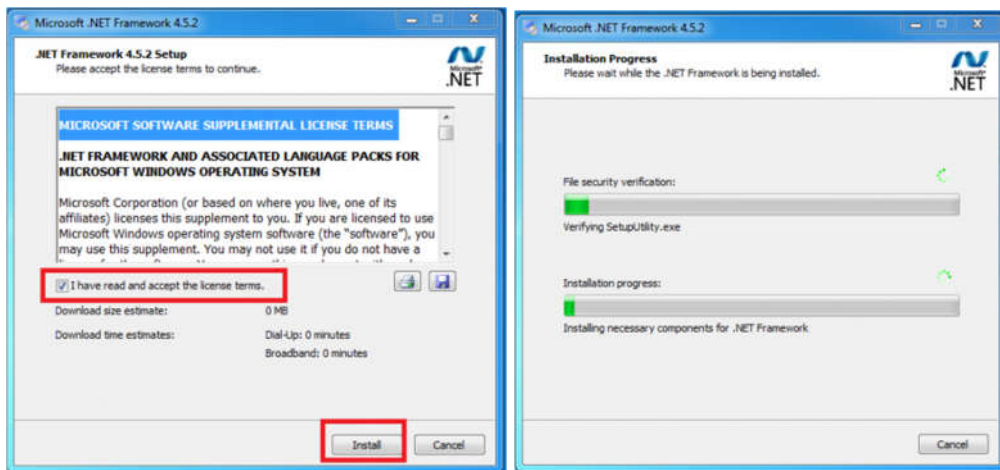 Microsoft .NET Framework 4.5.2
.NET Framework 4.5.2 Setup
Please accept the license terms to continue.
Microsoft®
.NET
MICROSOFT SOFTWARE SUPPLEMENTAL LICENSE TERMS
.NET FRAMEWORK AND ASSOCIATED LANGUAGE PACKS FOR
MICROSOFT WINDOWS OPERATING SYSTEM
Microsoft Corporation (or based on where you live, one of its
affiliates) licenses this supplement to you. If you are licensed to use
Microsoft Windows operating system software (the “software”), you
may use this supplement. You may not use it if you do not have a
I have read and accept the license terms.
Download size estimate: 0 MB
Download time estimates: Dial-Up: 0 minutes
Broadband: 0 minutes
Install Cancel
Microsoft .NET Framework 4.5.2
Installation Progress
Please wait while the .NET Framework is being installed.
Microsoft®
.NET
File security verification:
Verifying SetupUtility.exe
Installation progress:
Installing necessary components for .NET Framework
Cancel